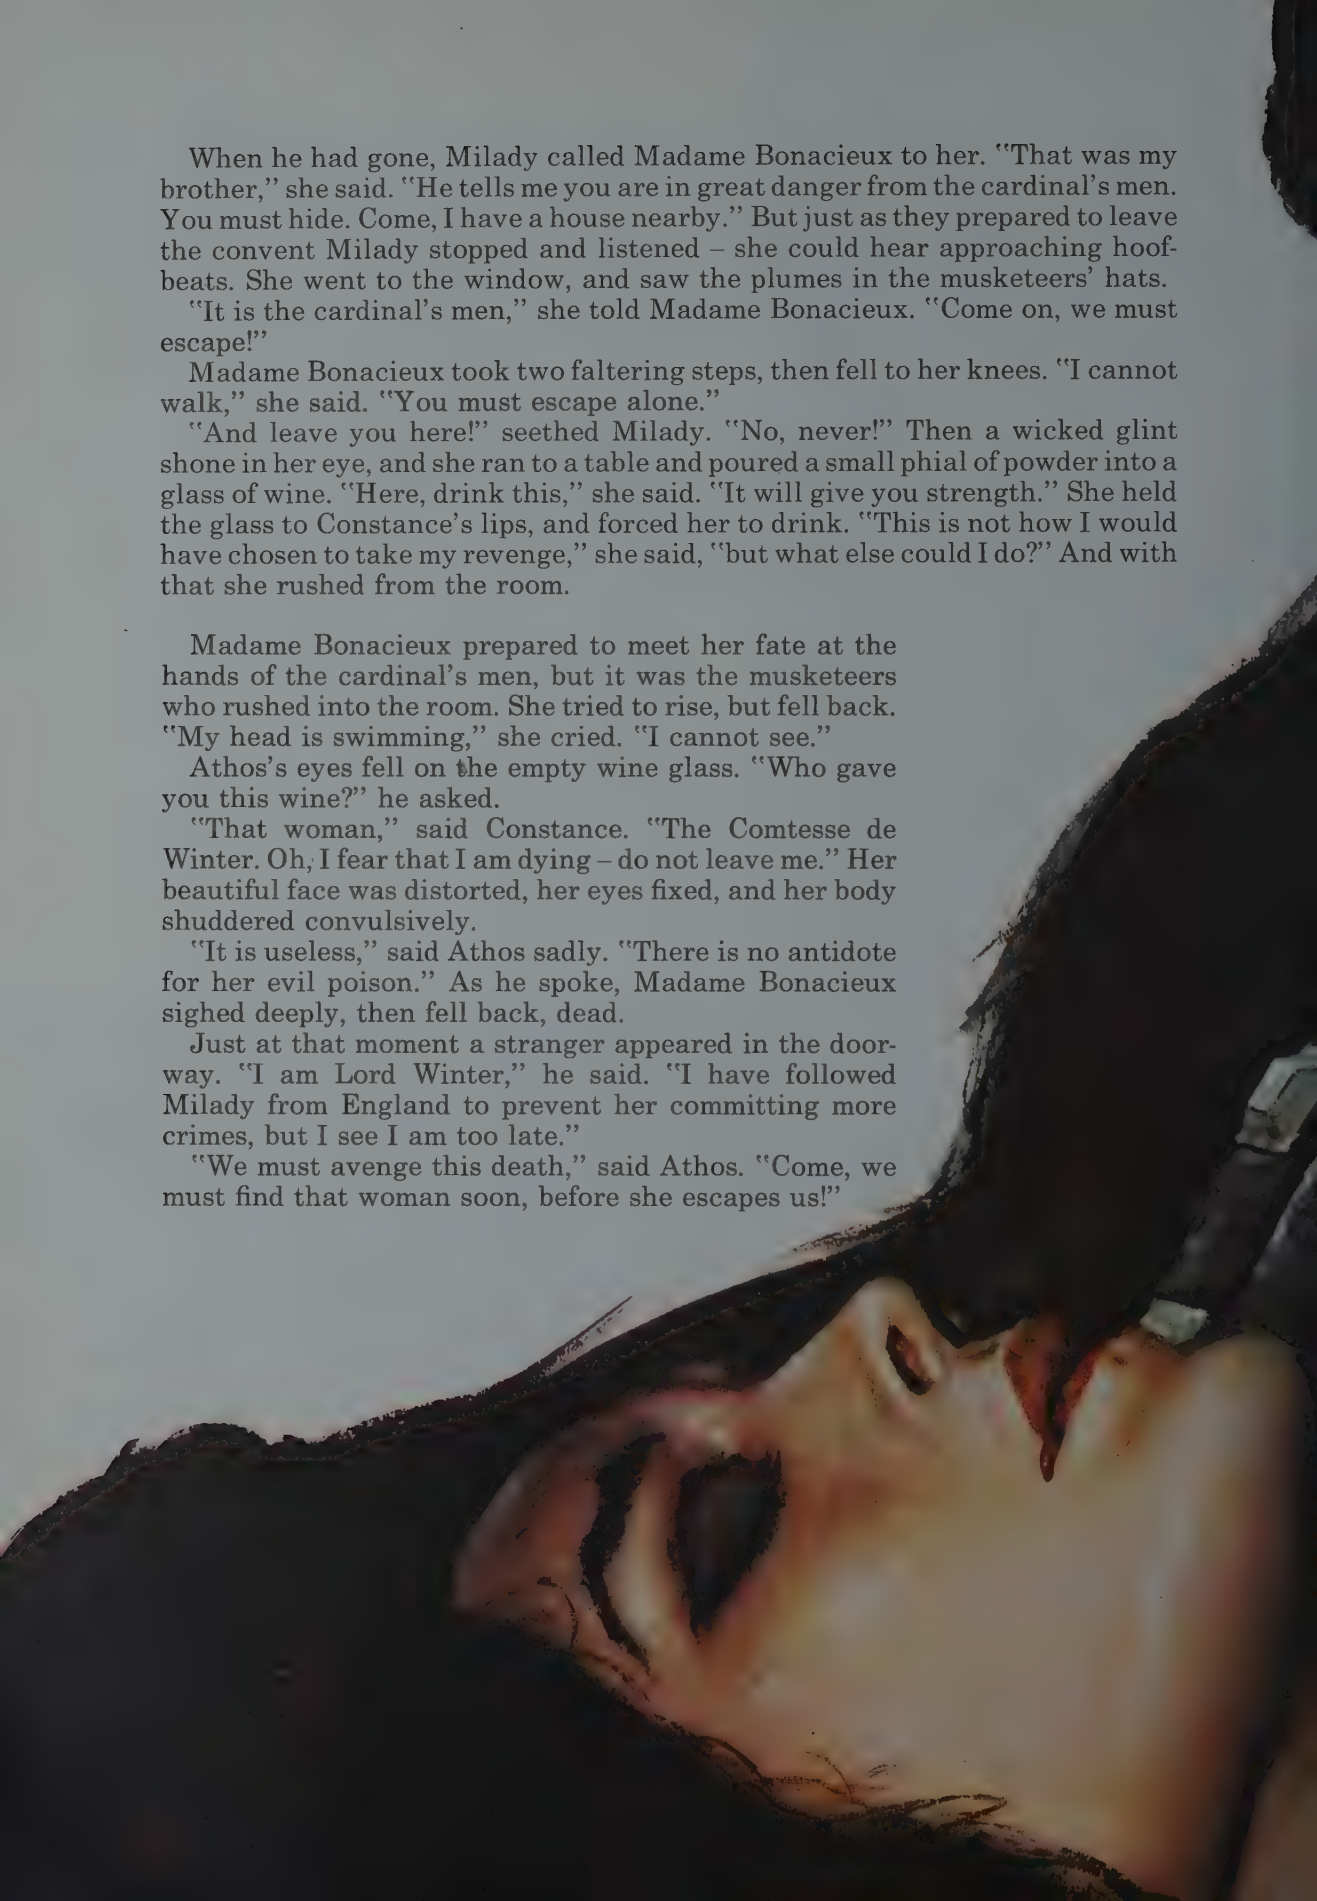 When he had gone, Milady called Madame Bonacieux to her. "That was my
brother," she said. "He tells me you are in great danger from the cardinal's men.
You must hide. Come, I have a house nearby." But just as they prepared to leave
the convent Milady stopped and listened – she could hear approaching hoof-
beats. She went to the window, and saw the plumes in the musketeers' hats.
"It is the cardinal's men," she told Madame Bonacieux. "Come on, we must
escape!"
Madame Bonacieux took two faltering steps, then fell to her knees. "I cannot
walk," she said. "You must escape alone."
"And leave you here!" seethed Milady. "No, never!" Then a wicked glint
shone in her eye, and she ran to a table and poured a small phial of powder into a
glass of wine. "Here, drink this," she said. "It will give you strength." She held
the glass to Constance's lips, and forced her to drink. "This is not how I would
have chosen to take my revenge," she said, "but what else could I do?" And with
that she rushed from the room.
Madame Bonacieux prepared to meet her fate at the
hands of the cardinal's men, but it was the musketeers
who rushed into the room. She tried to rise, but fell back.
"My head is swimming," she cried. "I cannot see."
Athos's eyes fell on the empty wine glass. "Who gave
you this wine?" he asked.
"That woman," said Constance. "The Comtesse de
Winter. Oh, I fear that I am dying – do not leave me." Her
beautiful face was distorted, her eyes fixed, and her body
shuddered convulsively.
"It is useless," said Athos sadly. "There is no antidote
for her evil poison." As he spoke, Madame Bonacieux
sighed deeply, then fell back, dead.
Just at that moment a stranger appeared in the door-
way. "I am Lord Winter," he said. "I have followed
Milady from England to prevent her committing more
crimes, but I see I am too late."
"We must avenge this death," said Athos. "Come, we
must find that woman soon, before she escapes us!"